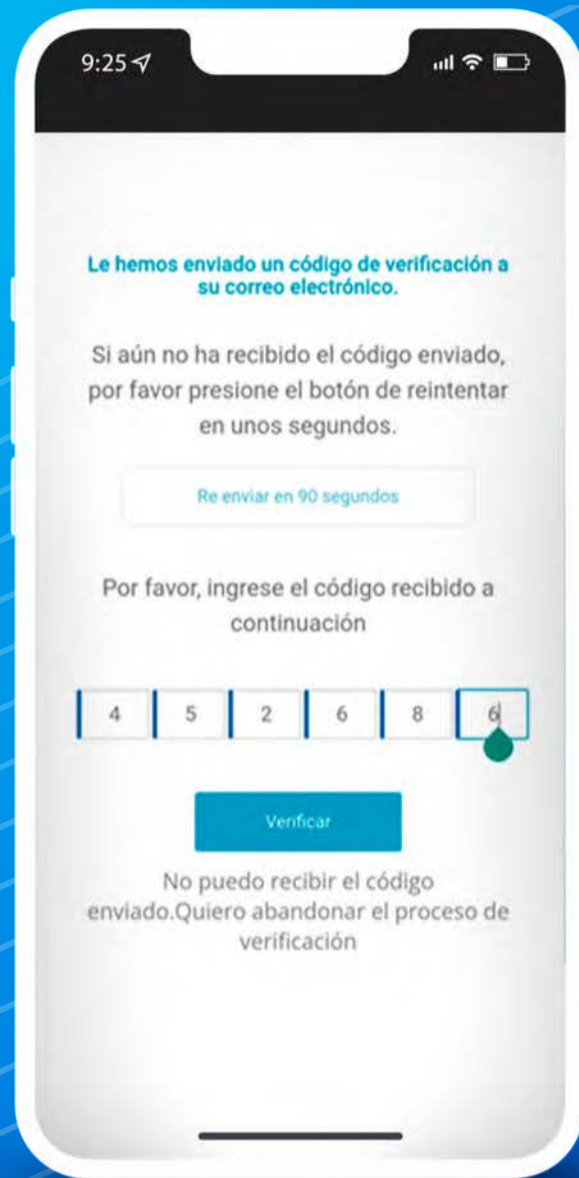 9:25
Le hemos enviado un código de verificación a
su correo electrónico.
Si aún no ha recibido el código enviado,
por favor presione el botón de reintentar
en unos segundos.
Re enviar en 90 segundos
Por favor, ingrese el código recibido a
continuación
4 5 2 6 8 6
Verificar
No puedo recibir el código
enviado.Quiero abandonar el proceso de
verificación